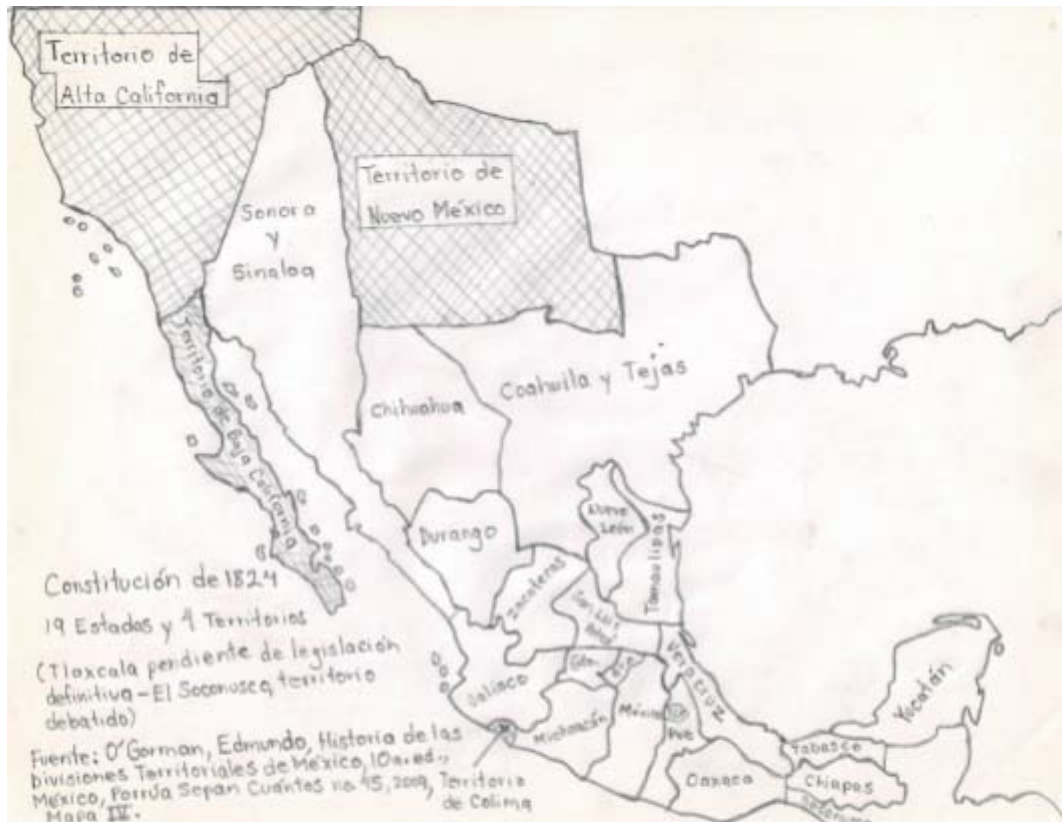 Territorio de
Alta California
Territorio de
Nuevo México
Sonora
y
Sinaloa
Territorio de Baja California
Chihuahua
Coahuila y Tejas
Nuevo
León
Tamaulipas
Durango
Zacatecas
San Luis
Jalisco
Gto.
Michoacán
México
Pue
Veracruz
Oaxaca
Tabasco
Chiapas
Yucatán
Territorio
de Colima
Constitución de 1824
19 Estados y 4 Territorios
(Tlaxcala pendiente de legislación
definitiva - El Soconusco, territorio
debatido)
Fuente: O'Gorman, Edmundo, Historia de las
Divisiones Territoriales de México, 10a. ed.,
México, Porrúa Sepan Cuántos no. 45, 2009,
Mapa IV.